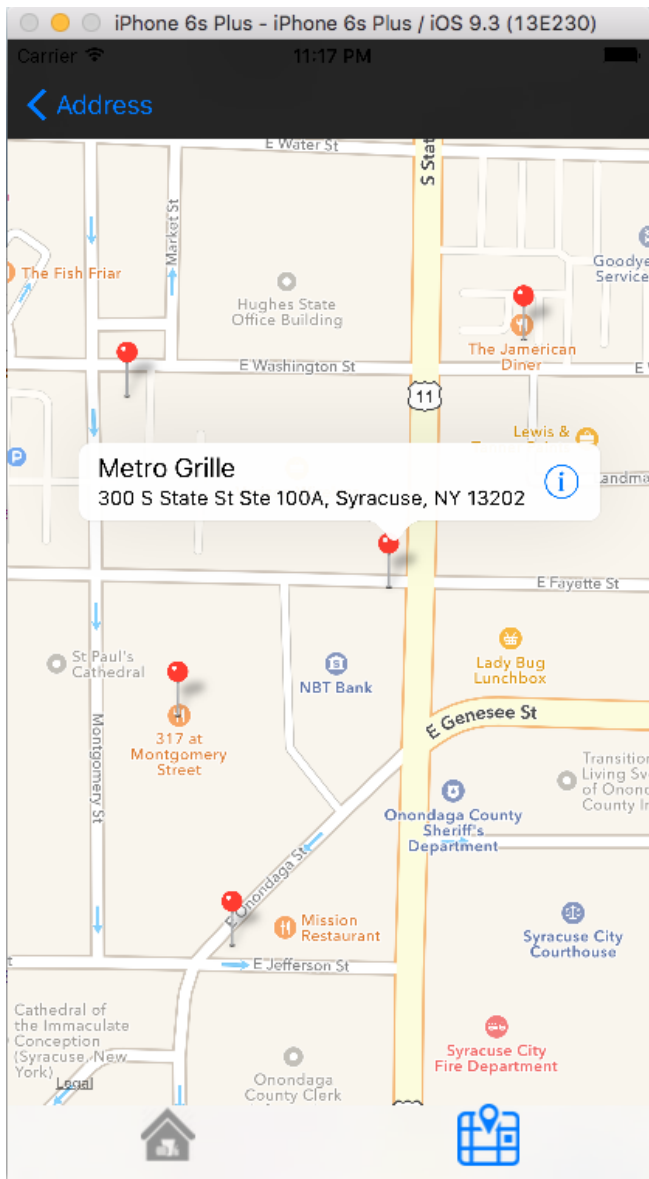 iPhone 6s Plus - iPhone 6s Plus / iOS 9.3 (13E230)
Carrier
11:17 PM
Address
E Water St
S Stat
Market St
The Fish Friar
Goodye
Service
Hughes State
Office Building
The Jamerican
Diner
E Washington St
E
11
Lewis &
P
Landma
Metro Grille
300 S State St Ste 100A, Syracuse, NY 13202
i
E Fayette St
St Paul's
Cathedral
NBT Bank
Lady Bug
Lunchbox
E Genesee St
317 at
Montgomery
Street
Montgomery St
Transition
Living Sv
of Onond
County In
Onondaga County
Sheriff's
Department
E Onondaga St
Mission
Restaurant
Syracuse City
Courthouse
t
E Jefferson St
Cathedral of
the Immaculate
Conception
(Syracuse, New
York)
Legal
Onondaga
County Clerk
Syracuse City
Fire Department